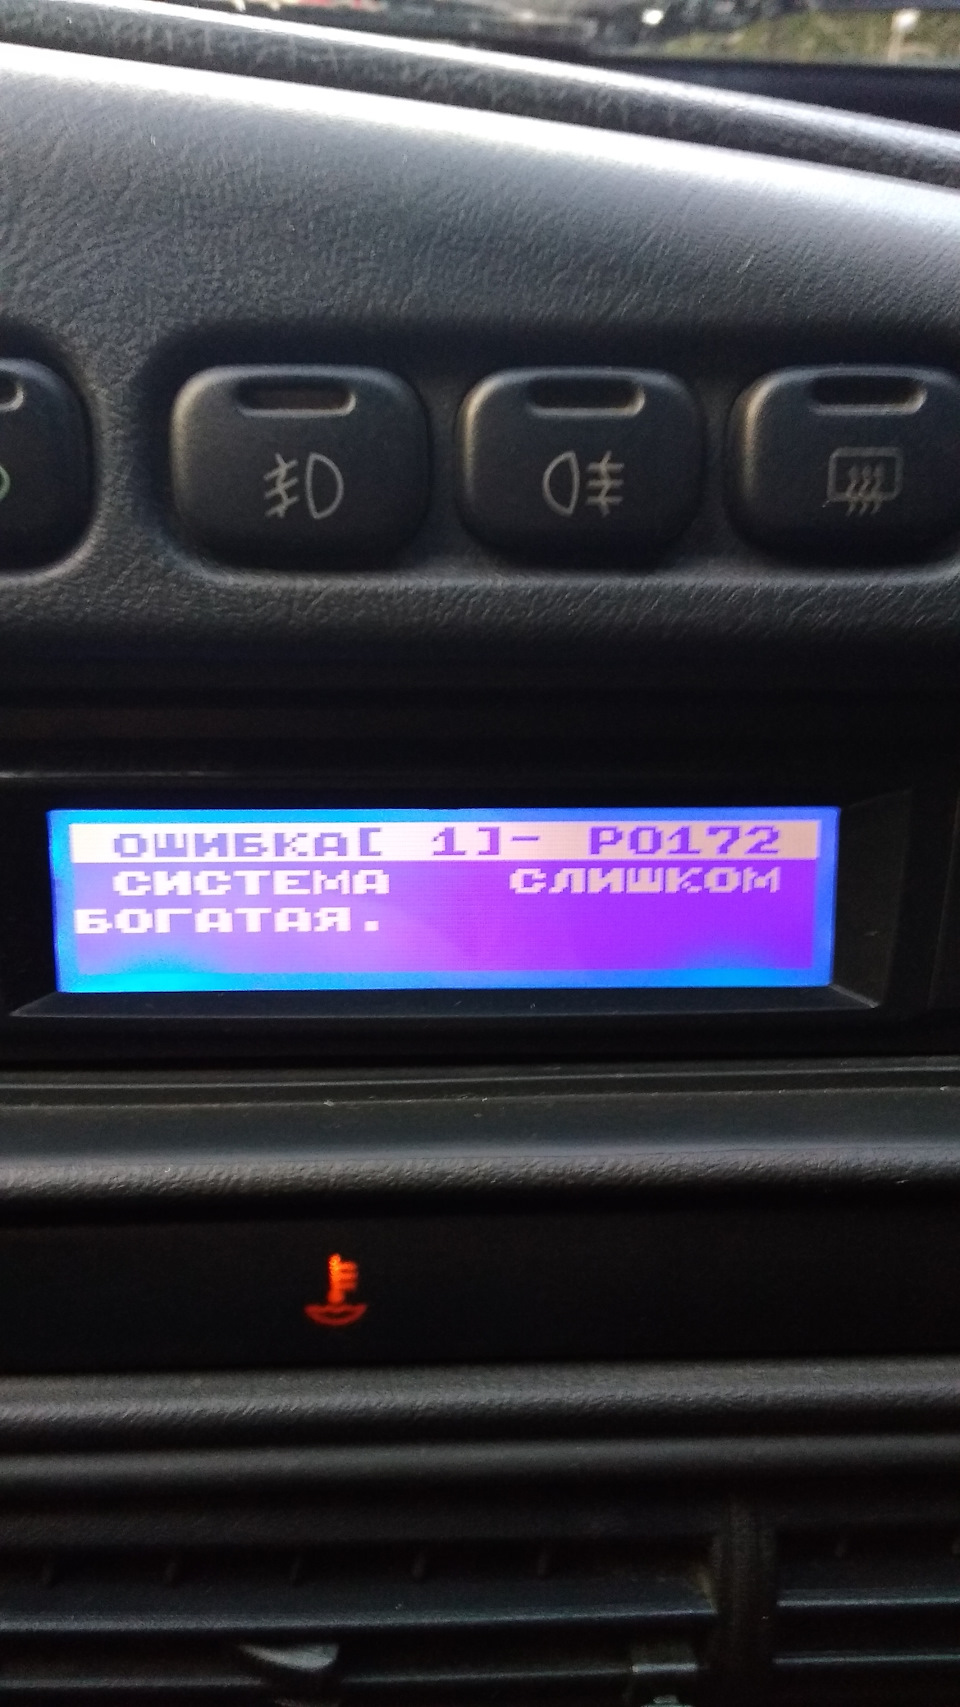 ОШИБКА[ 1]- P0172
СИСТЕМА СЛИШКОМ
БОГАТАЯ.